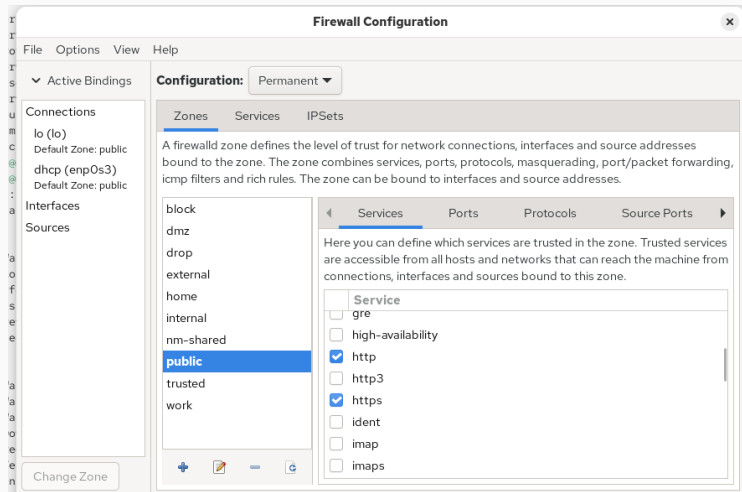 Firewall Configuration
File Options View Help
Active Bindings
Configuration: Permanent
Connections
lo (lo)
Default Zone: public
dhcp (enp0s3)
Default Zone: public
Interfaces
Sources
Change Zone
Zones Services IPSets
A firewalld zone defines the level of trust for network connections, interfaces and source addresses
bound to the zone. The zone combines services, ports, protocols, masquerading, port/packet forwarding,
icmp filters and rich rules. The zone can be bound to interfaces and source addresses.
block
dmz
drop
external
home
internal
nm-shared
public
trusted
work
Services Ports Protocols Source Ports
Here you can define which services are trusted in the zone. Trusted services
are accessible from all hosts and networks that can reach the machine from
connections, interfaces and sources bound to this zone.
Service
gre
high-availability
http
http3
https
ident
imap
imaps